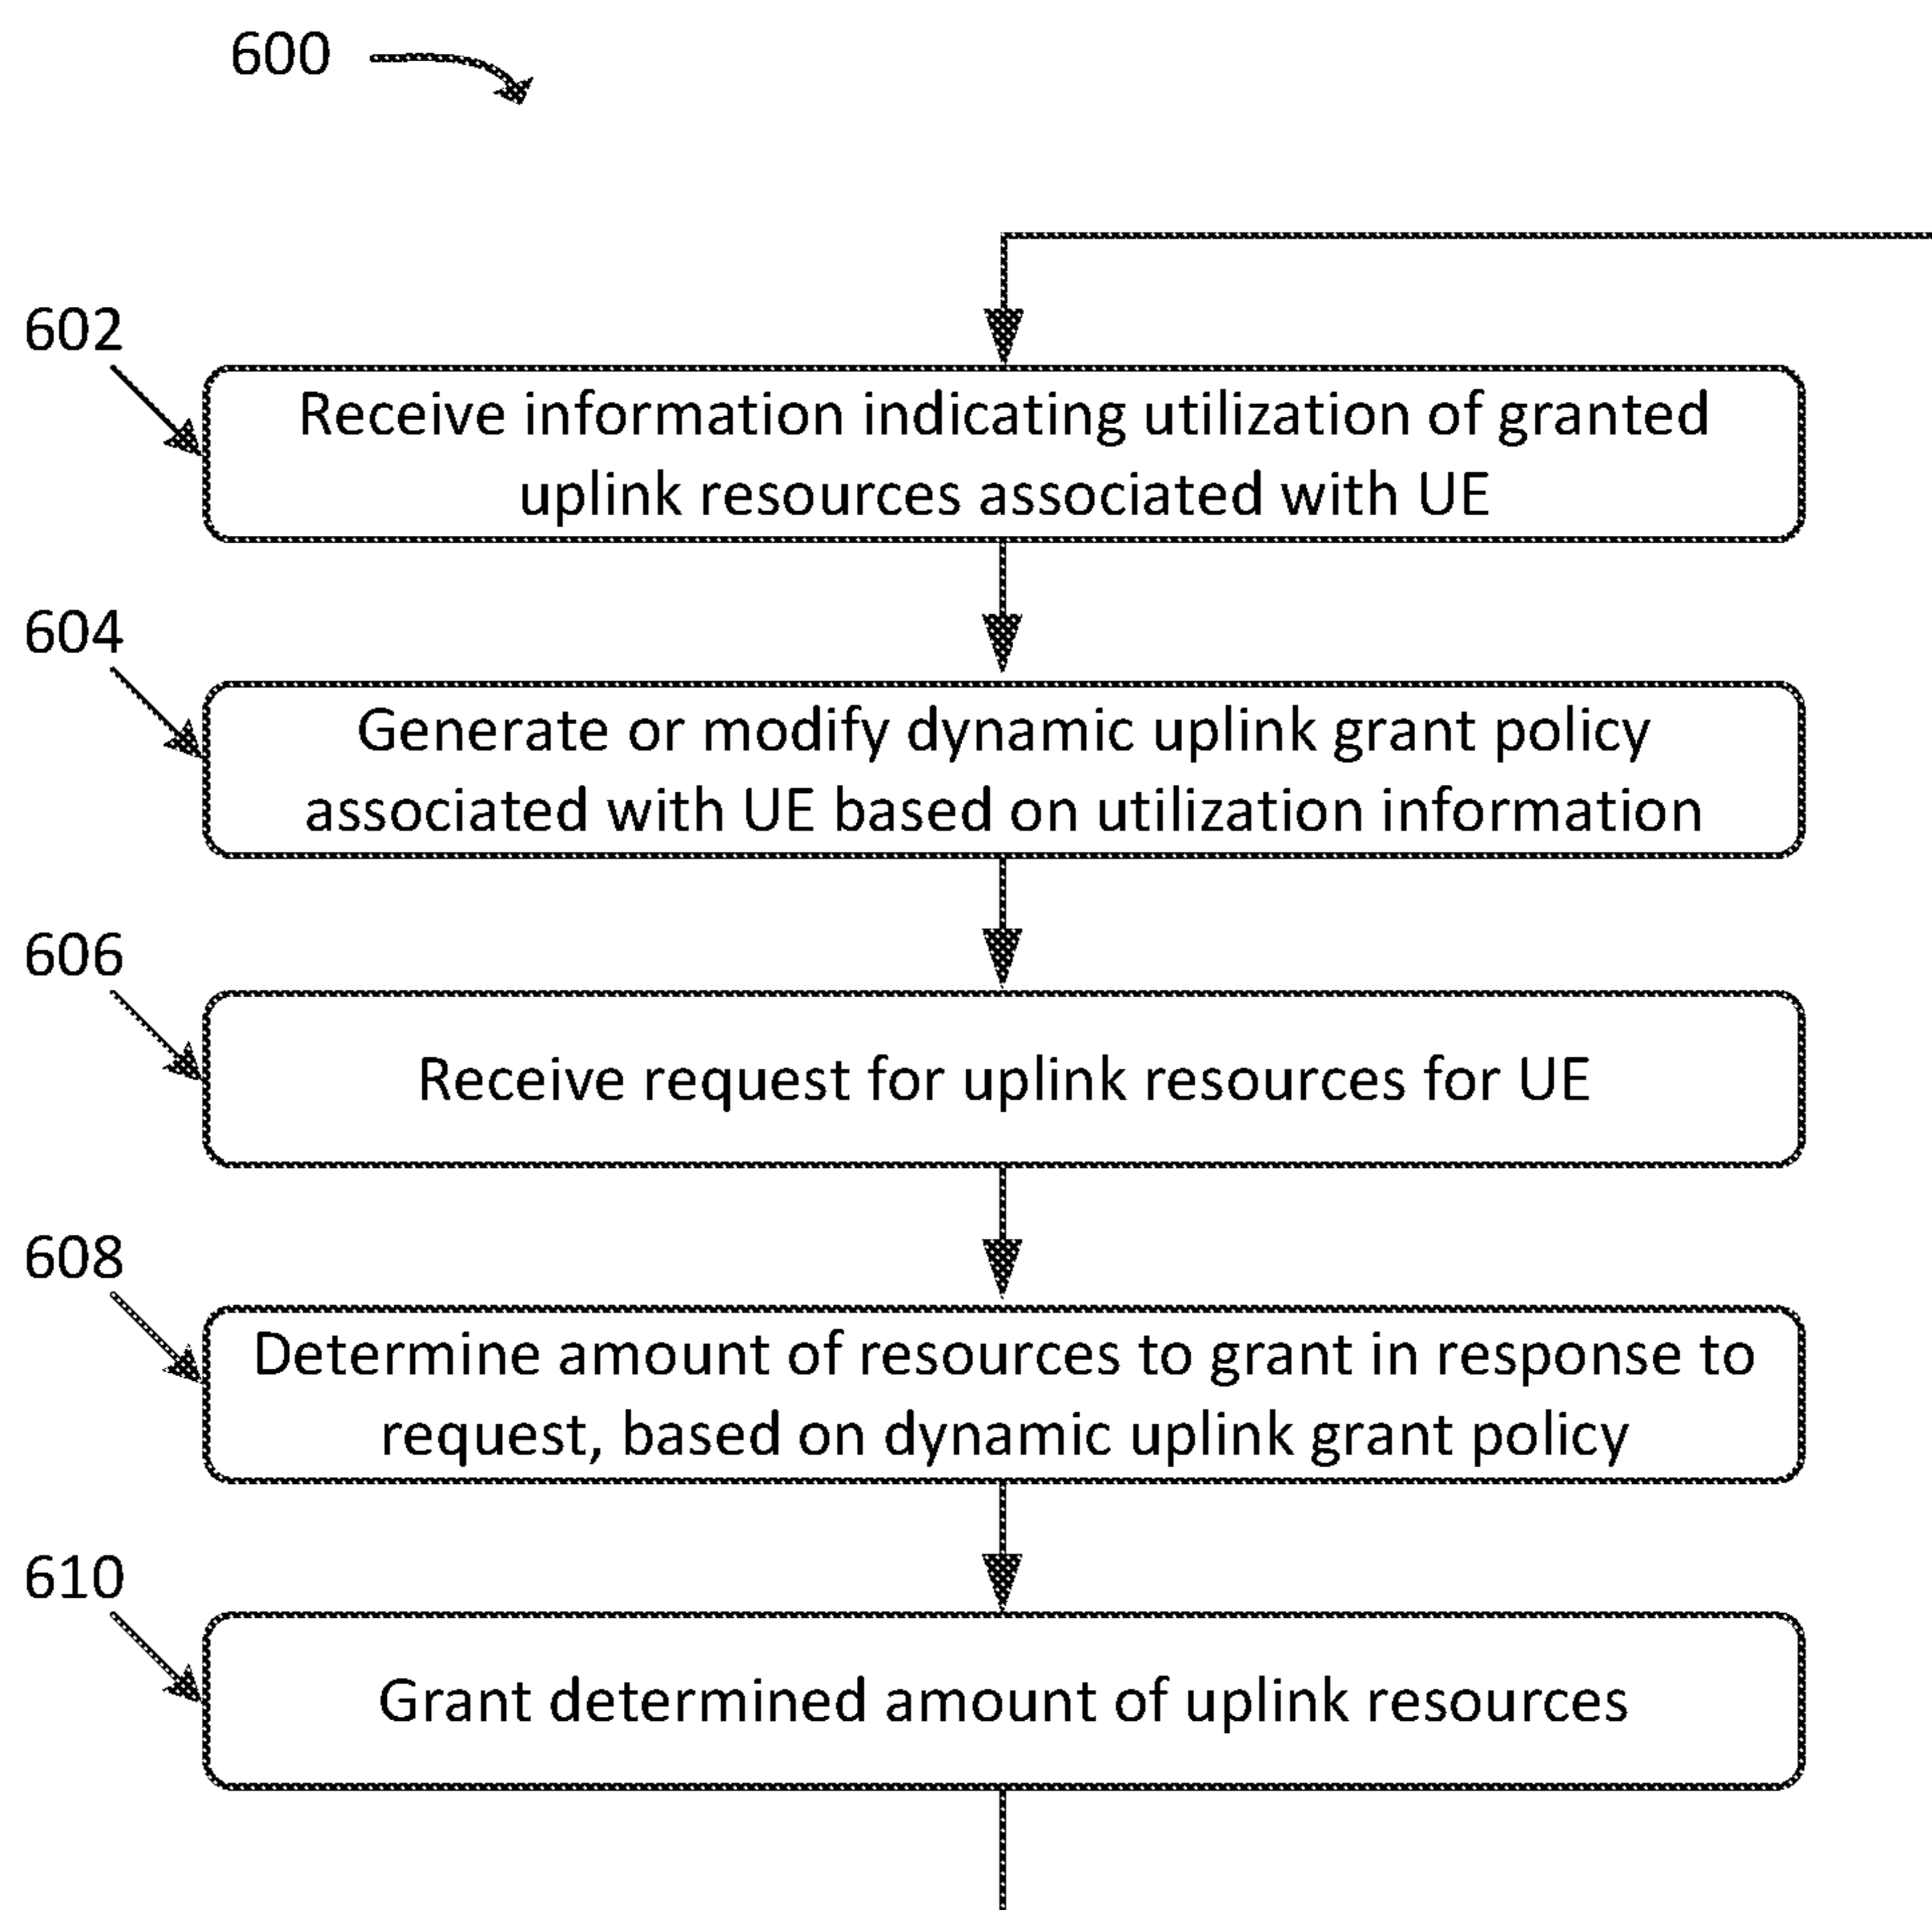 600
602
Receive information indicating utilization of granted
uplink resources associated with UE
604
Generate or modify dynamic uplink grant policy
associated with UE based on utilization information
606
Receive request for uplink resources for UE
608
Determine amount of resources to grant in response to
request, based on dynamic uplink grant policy
610
Grant determined amount of uplink resources